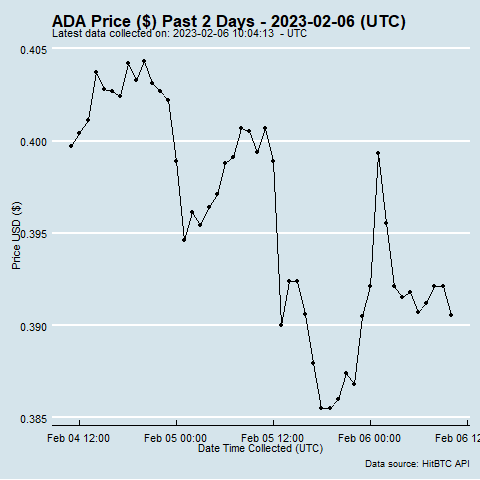 ADA Price ($) Past 2 Days - 2023-02-06 (UTC)
Latest data collected on: 2023-02-06 10:04:13 - UTC
0.405
0.400
0.395
0.390
0.385
Price USD ($)
Feb 04 12:00 Feb 05 00:00 Feb 05 12:00 Feb 06 00:00 Feb 06 12
Date Time Collected (UTC)
Data source: HitBTC API